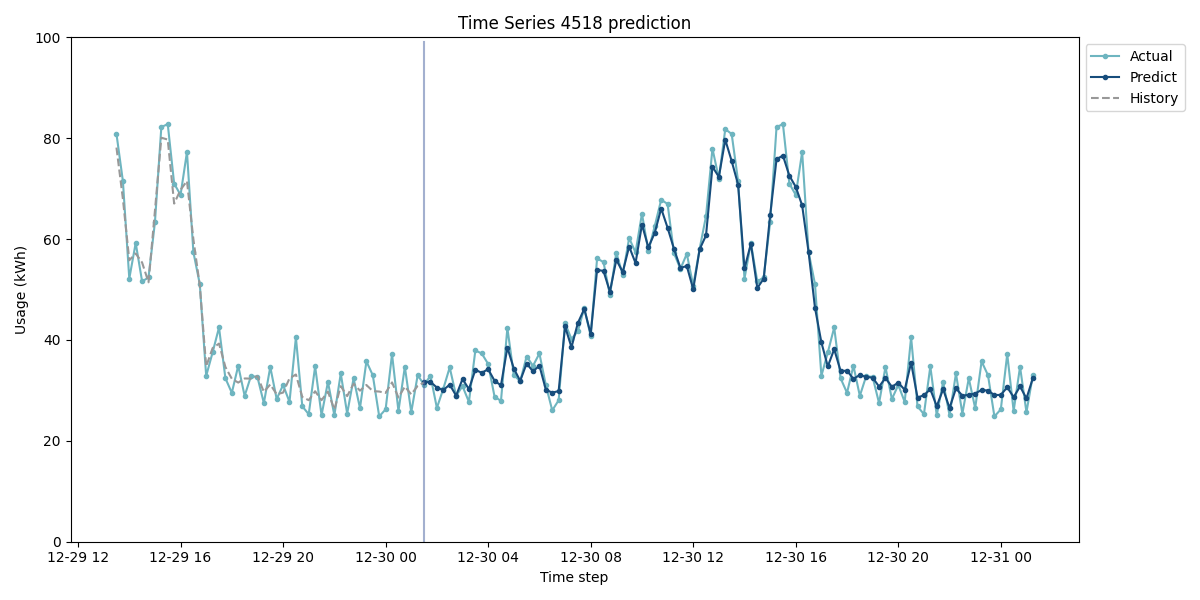 Time Series 4518 prediction
100
80
60
40
20
0
Usage (kWh)
12-29 12
12-29 16
12-29 20
12-30 00
12-30 04
12-30 08
12-30 12
12-30 16
12-30 20
12-31 00
Time step
Actual
Predict
History